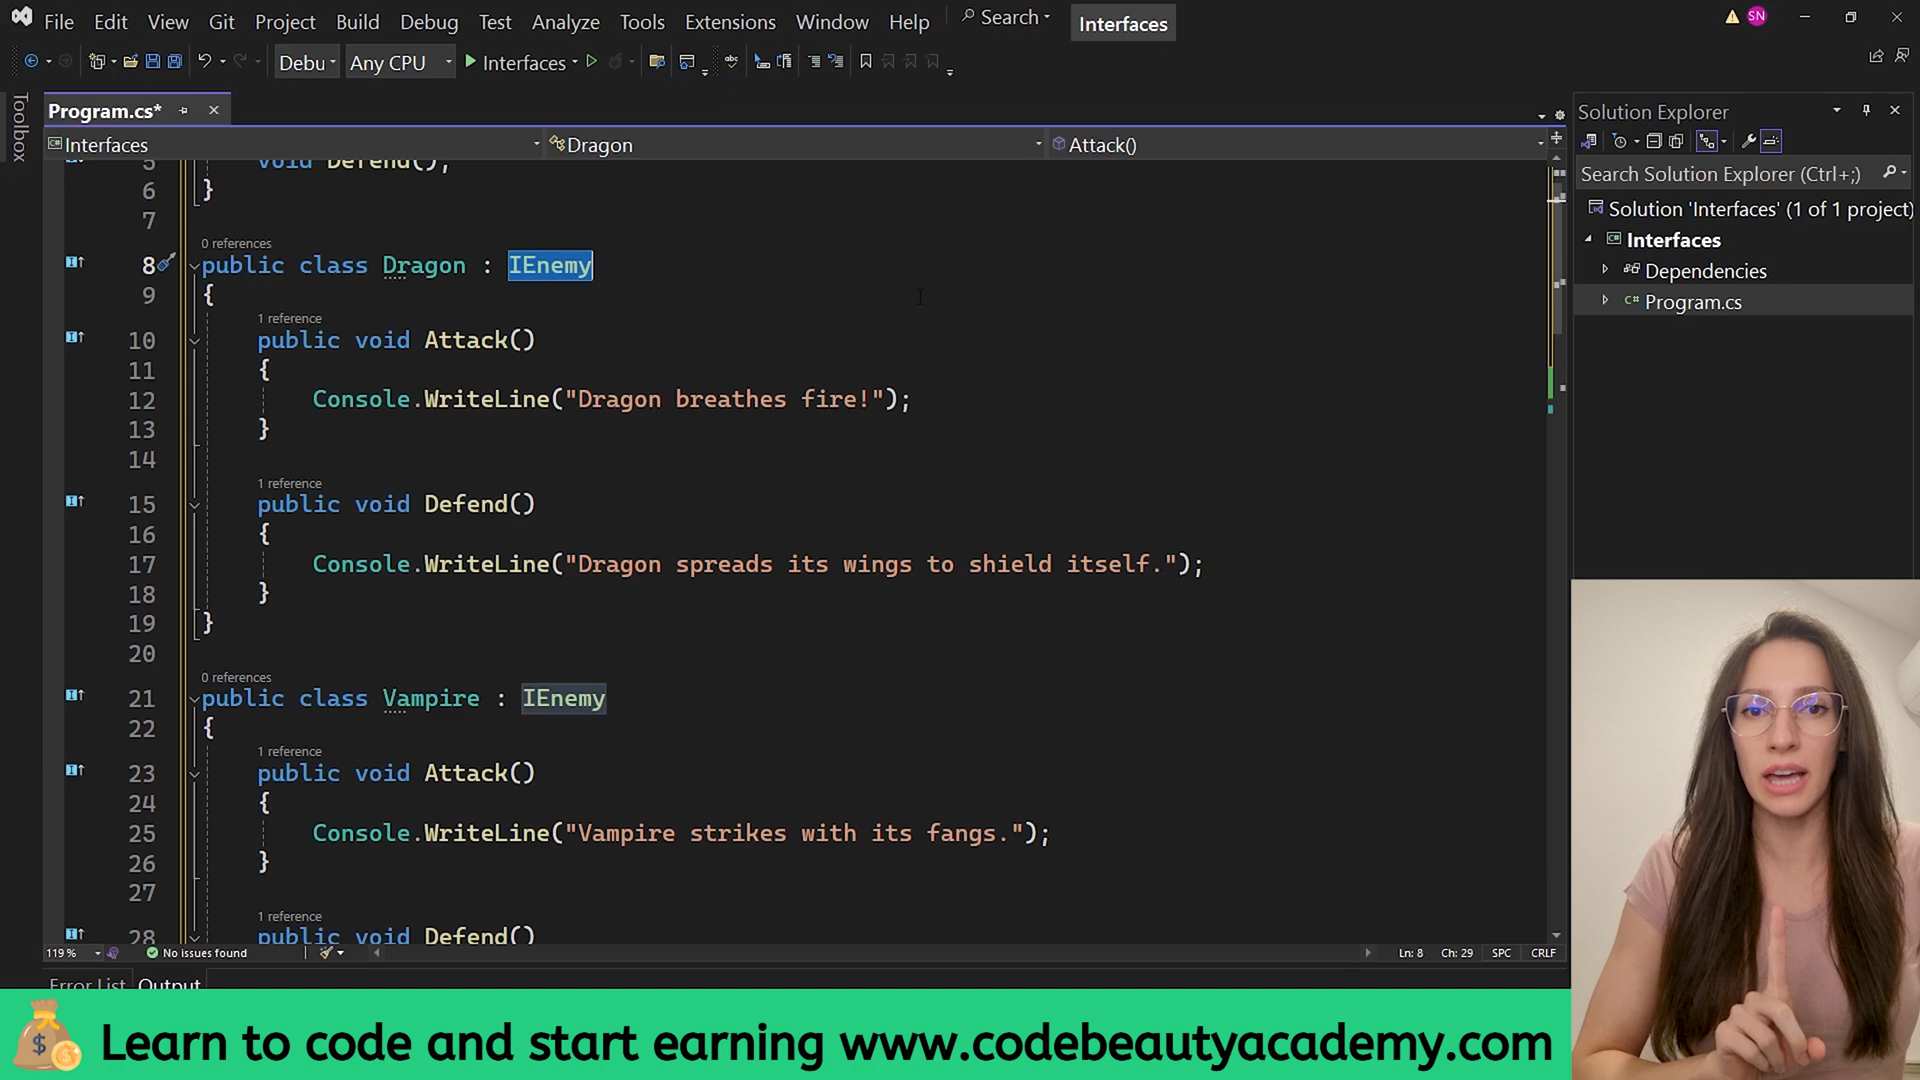 File Edit View Git Project Build Debug Test Analyze Tools Extensions Window Help Search Interfaces SN
Debu Any CPU Interfaces
Toolbox
Program.cs*
Interfaces Dragon Attack()
5 void Defend();
6 }
7
0 references
8 public class Dragon : IEnemy
9 {
1 reference
10 public void Attack()
11 {
12 Console.WriteLine("Dragon breathes fire!");
13 }
14
1 reference
15 public void Defend()
16 {
17 Console.WriteLine("Dragon spreads its wings to shield itself.");
18 }
19 }
20
0 references
21 public class Vampire : IEnemy
22 {
1 reference
23 public void Attack()
24 {
25 Console.WriteLine("Vampire strikes with its fangs.");
26 }
27
1 reference
28 public void Defend()
119 % No issues found Ln: 8 Ch: 29 SPC CRLF
Error List Output
Solution Explorer
Search Solution Explorer (Ctrl+;)
Solution 'Interfaces' (1 of 1 project)
Interfaces
Dependencies
C# Program.cs
Learn to code and start earning www.codebeautyacademy.com